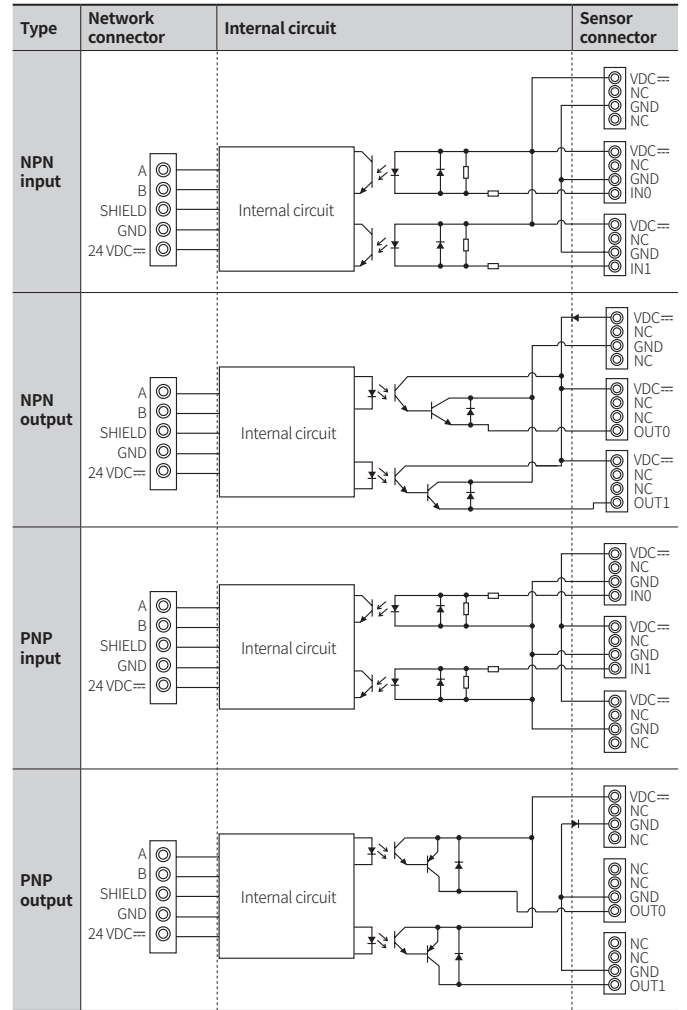 Type
Network
connector
Internal circuit
Sensor
connector
NPN
input
A
B
SHIELD
GND
24 VDC⎓
Internal circuit
VDC⎓
NC
GND
NC
VDC⎓
NC
GND
IN0
VDC⎓
NC
GND
IN1
NPN
output
A
B
SHIELD
GND
24 VDC⎓
Internal circuit
VDC⎓
NC
GND
NC
VDC⎓
NC
NC
OUT0
VDC⎓
NC
NC
OUT1
PNP
input
A
B
SHIELD
GND
24 VDC⎓
Internal circuit
VDC⎓
NC
GND
IN0
VDC⎓
NC
GND
IN1
VDC⎓
NC
GND
NC
PNP
output
A
B
SHIELD
GND
24 VDC⎓
Internal circuit
VDC⎓
NC
GND
NC
NC
NC
GND
OUT0
NC
NC
GND
OUT1